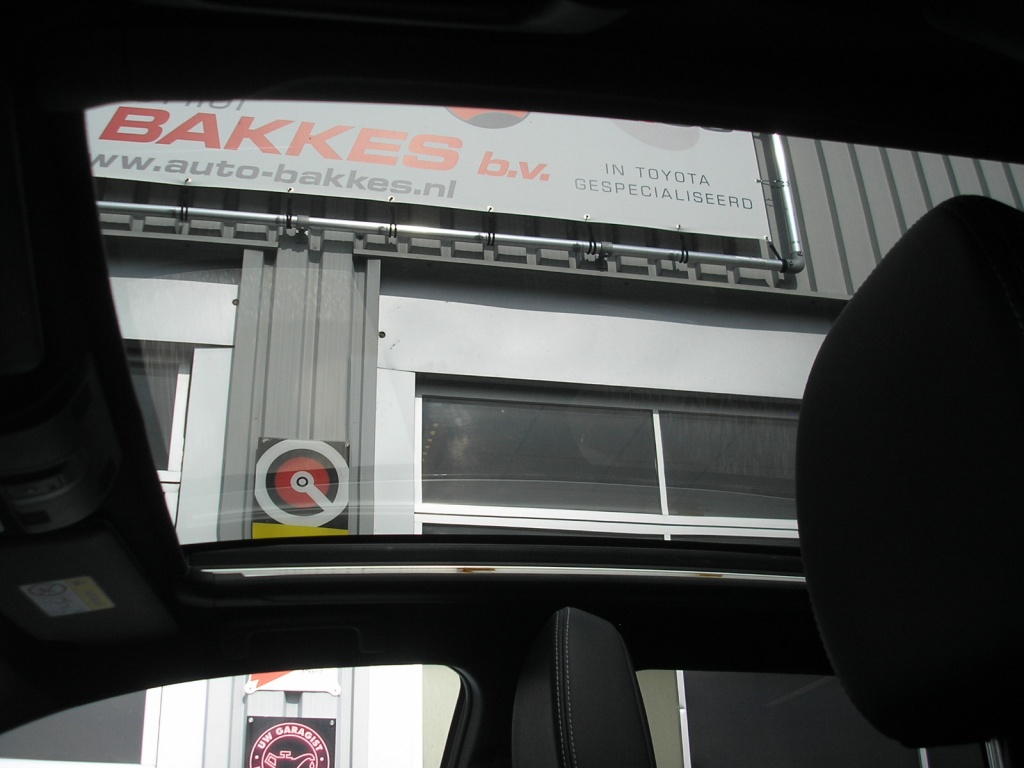 BAKKES b.v.
www.auto-bakkes.nl
IN TOYOTA
GESPECIALISEERD
UW GARAGIST